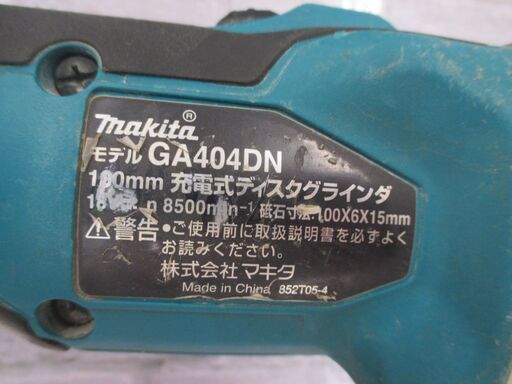 makita®
モデル GA404DN
100mm 充電式ディスクグラインダ
n 8500min⁻¹ 砥石寸法 100X6X15mm
⚠警告 ●ご使用前に取扱説明書を必ずよく
お読みください。
株式会社 マキタ
Made in China 852T05-4